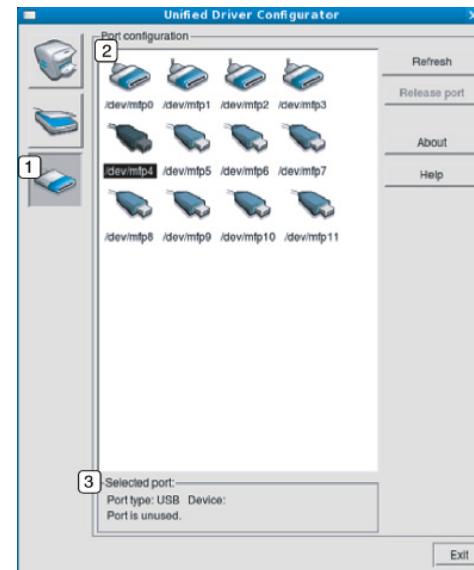 Unified Driver Configurator
Port configuration
2
/dev/mfp0 /dev/mfp1 /dev/mfp2 /dev/mfp3
Refresh
Release port
1
/dev/mfp4 /dev/mfp5 /dev/mfp6 /dev/mfp7
About
Help
/dev/mfp8 /dev/mfp9 /dev/mfp10 /dev/mfp11
3
Selected port:
Port type: USB Device:
Port is unused.
Exit